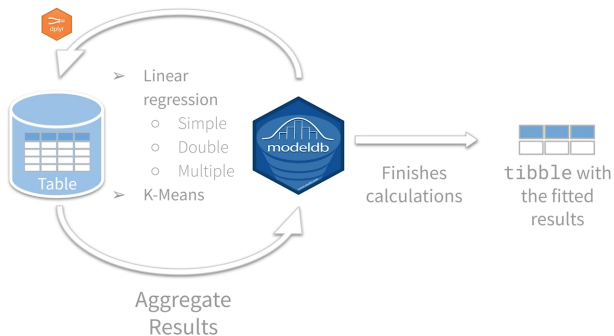 dplyr
➢ Linear
regression
○ Simple
○ Double
○ Multiple
➢ K-Means
Table
modeldb
Finishes
calculations
tibble with
the fitted
results
Aggregate
Results